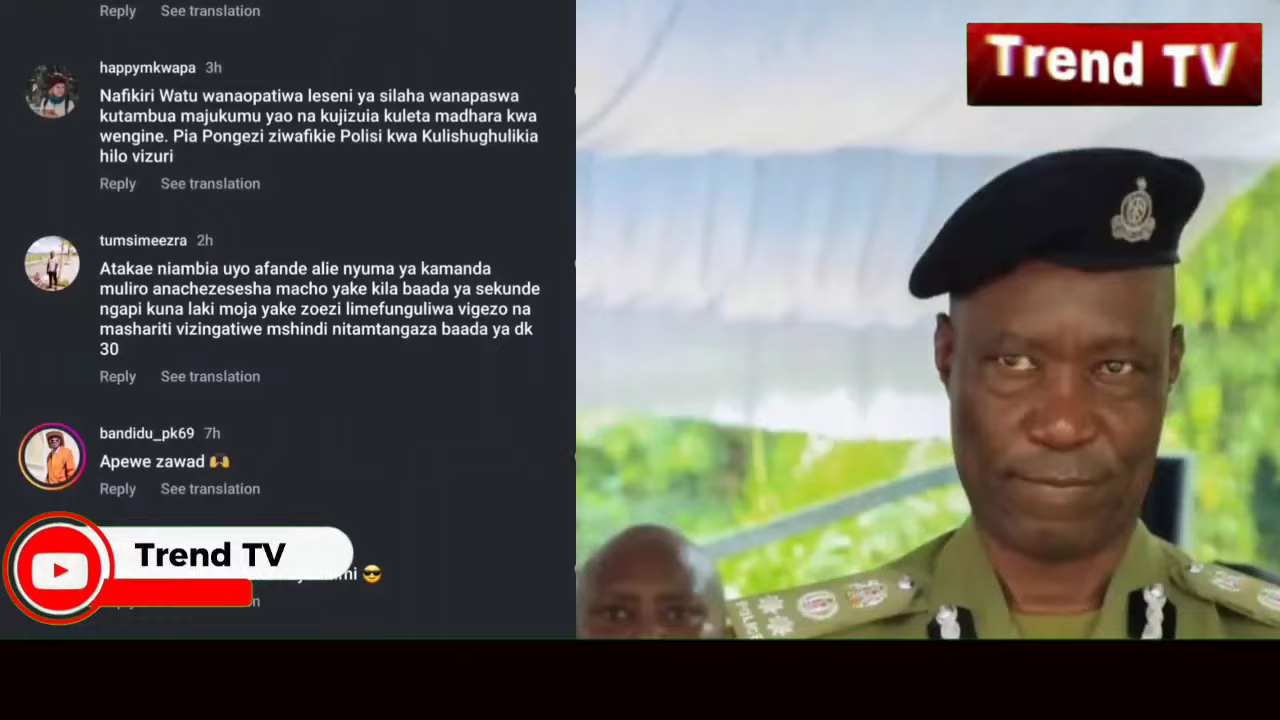 Reply See translation
happymkwapa 3h
Nafikiri Watu wanaopatiwa leseni ya silaha wanapaswa
kutambua majukumu yao na kujizuia kuleta madhara kwa
wengine. Pia Pongezi ziwafikie Polisi kwa Kulishughulikia
hilo vizuri
Reply See translation
tumsimeezra 2h
Atakae niambia uyo afande alie nyuma ya kamanda
muliro anachezesesha macho yake kila baada ya sekunde
ngapi kuna laki moja yake zoezi limefunguliwa vigezo na
mashariti vizingatiwe mshindi nitamtangaza baada ya dk
30
Reply See translation
bandidu_pk69 7h
Apewe zawad 🙌
Reply See translation
Trend TV
😎
Trend TV
POLICE